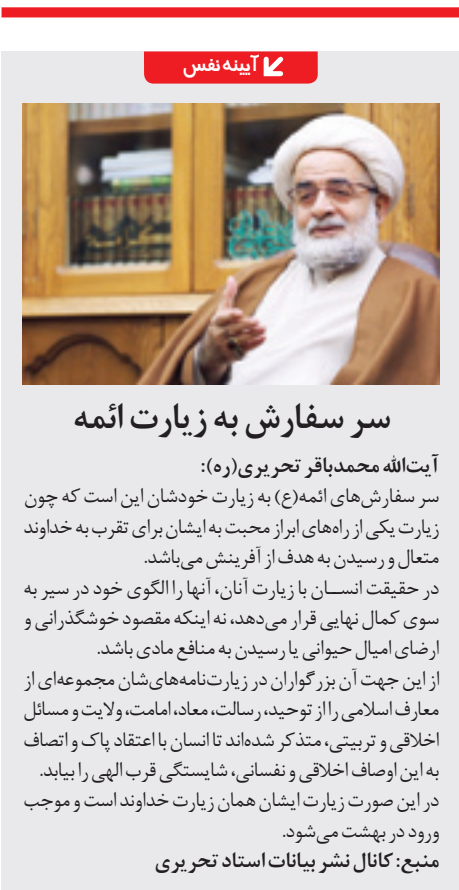 آیینه نفس
سر سفارش به زیارت ائمه
آیت‌الله محمدباقر تحریری(ره):
سر سفارش‌های ائمه(ع) به زیارت خودشان این است که چون
زیارت یکی از راه‌های ابراز محبت به ایشان برای تقرب به خداوند
متعال و رسیدن به هدف از آفرینش می‌باشد.
در حقیقت انســان با زیارت آنان، آنها را الگوی خود در سیر به
سوی کمال نهایی قرار می‌دهد، نه اینکه مقصود خوشگذرانی و
ارضای امیال حیوانی یا رسیدن به منافع مادی باشد.
از این جهت آن بزرگواران در زیارت‌نامه‌های‌شان مجموعه‌ای از
معارف اسلامی را از توحید، رسالت، معاد، امامت، ولایت و مسائل
اخلاقی و تربیتی، متذکر شده‌اند تا انسان با اعتقاد پاک و اتصاف
به این اوصاف اخلاقی و نفسانی، شایستگی قرب الهی را بیابد.
در این صورت زیارت ایشان همان زیارت خداوند است و موجب
ورود در بهشت می‌شود.
منبع: کانال نشر بیانات استاد تحریری